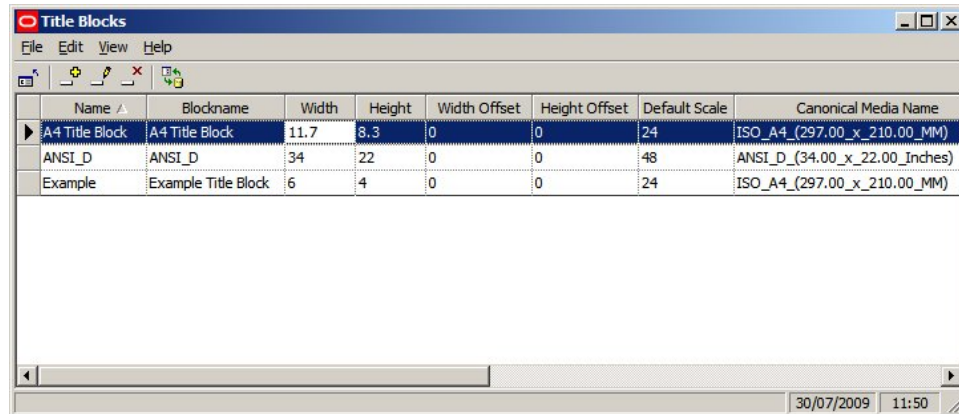 Title Blocks
File Edit View Help
Name Blockname Width Height Width Offset Height Offset Default Scale Canonical Media Name
A4 Title Block A4 Title Block 11.7 8.3 0 0 24 ISO_A4_(297.00_x_210.00_MM)
ANSI_D ANSI_D 34 22 0 0 48 ANSI_D_(34.00_x_22.00_Inches)
Example Example Title Block 6 4 0 0 24 ISO_A4_(297.00_x_210.00_MM)
30/07/2009 11:50